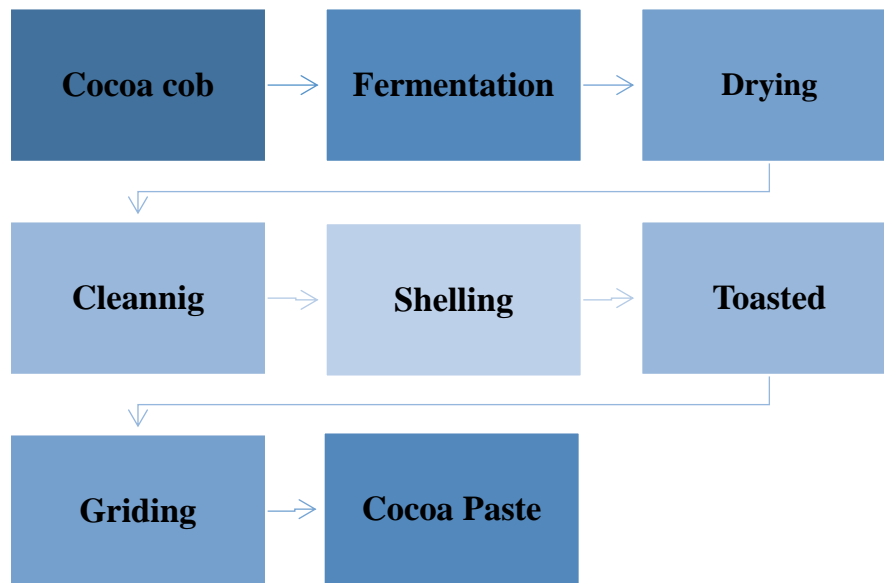 Cocoa cob
Fermentation
Drying
Cleannig
Shelling
Toasted
Griding
Cocoa Paste